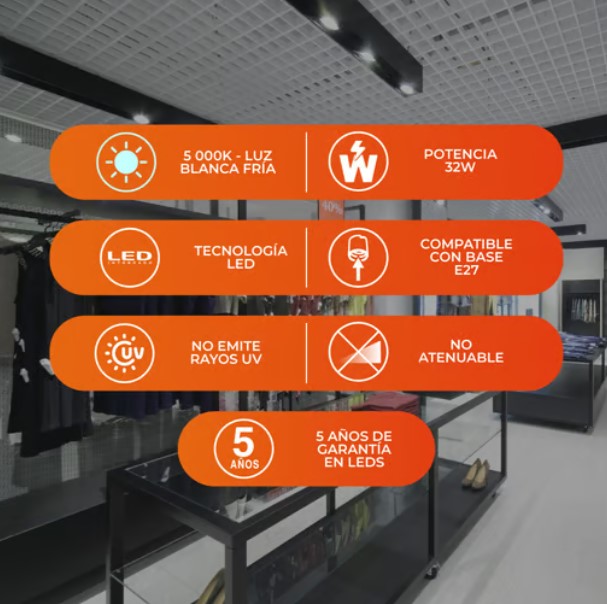 5 000K - LUZ
BLANCA FRÍA
W
POTENCIA
32W
LED
TECNOLOGÍA
LED
COMPATIBLE
CON BASE
E27
UV
NO EMITE
RAYOS UV
NO
ATENUABLE
5
AÑOS
5 AÑOS DE
GARANTÍA
EN LEDS